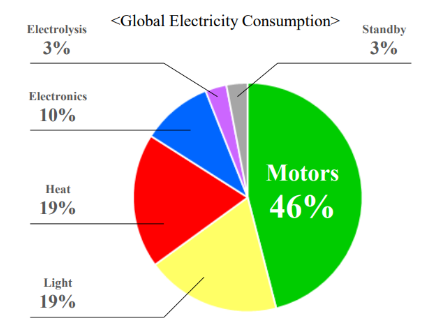 <Global Electricity Consumption>
Electrolysis
3%
Standby
3%
Electronics
10%
Motors
46%
Heat
19%
Light
19%